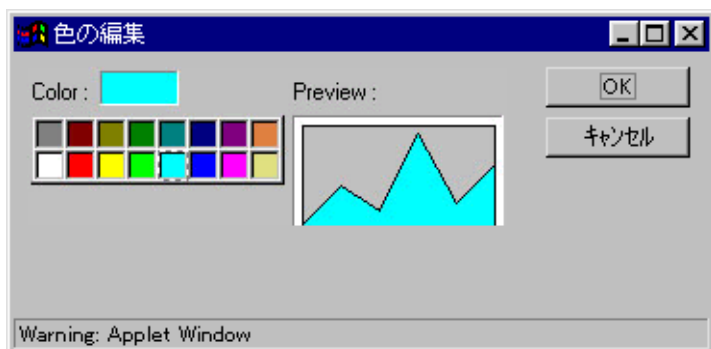 色の編集
Color :
Preview :
OK
ｷｬﾝｾﾙ
Warning: Applet Window